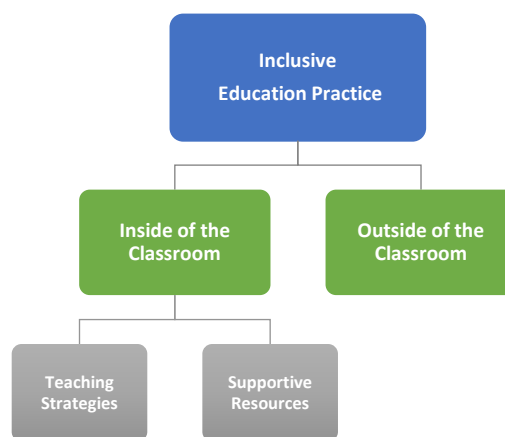 Inclusive
Education Practice
Inside of the
Classroom
Outside of the
Classroom
Teaching
Strategies
Supportive
Resources